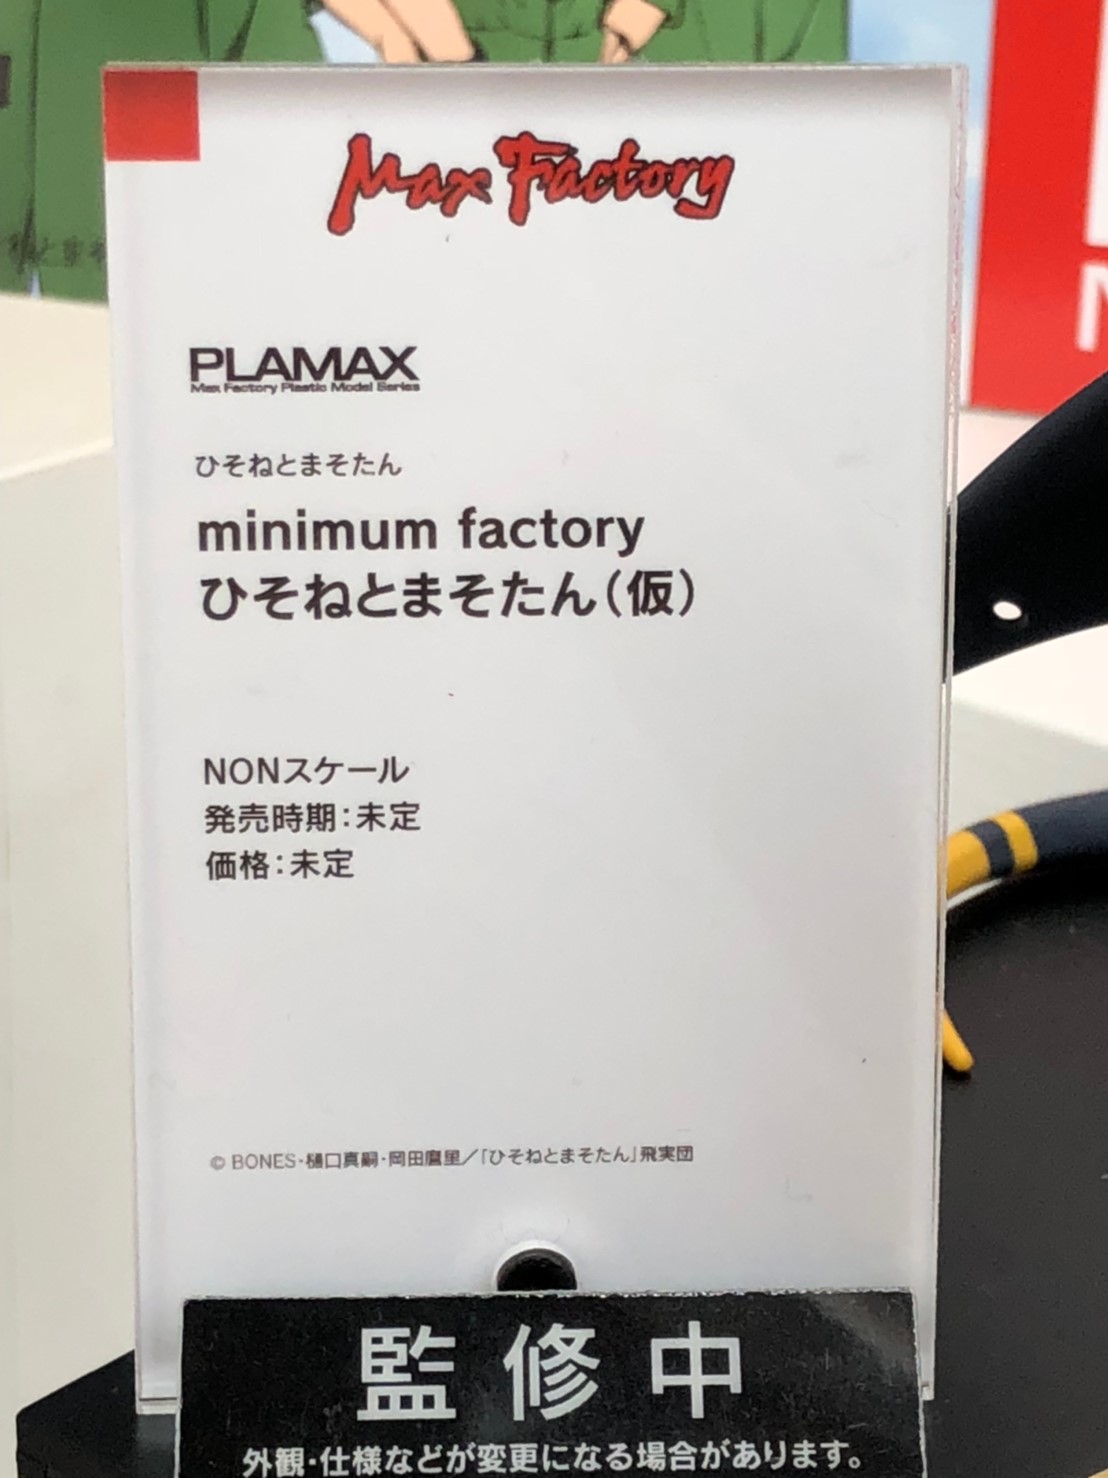 Max Factory
PLAMAX
Max Factory Plastic Model Series
ひそねとまそたん
minimum factory
ひそねとまそたん(仮)
NONスケール
発売時期:未定
価格:未定
© BONES・樋口真嗣・岡田麿里/「ひそねとまそたん」飛実団
監修中
外観・仕様などが変更になる場合があります。